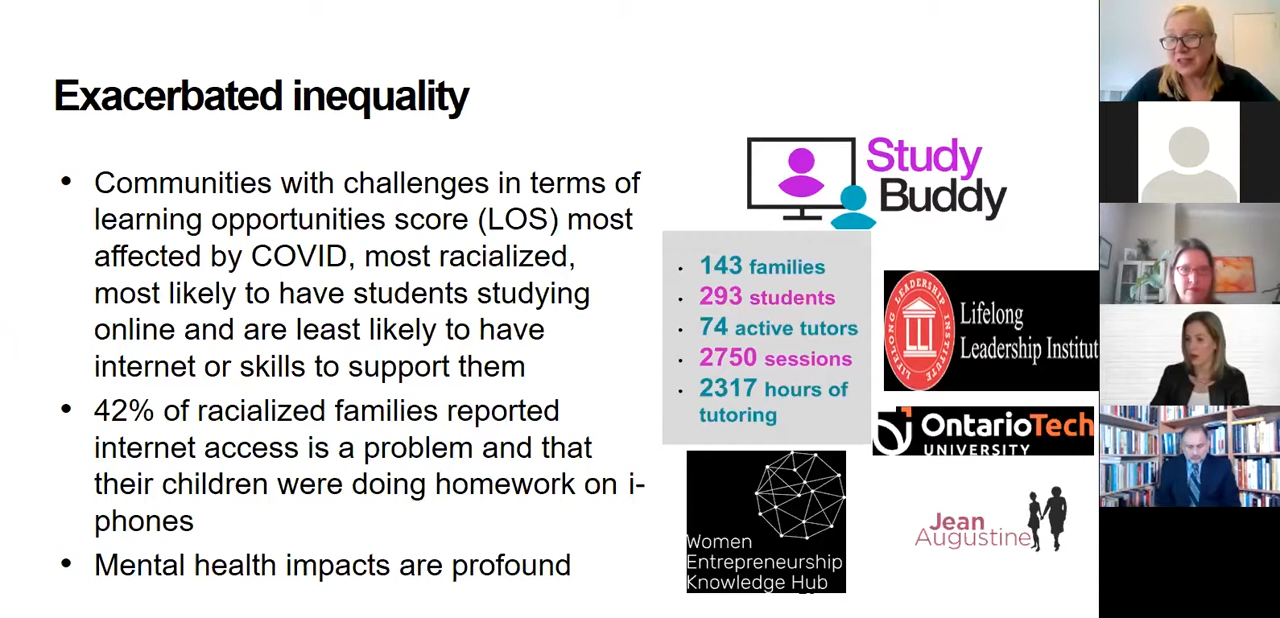 Exacerbated inequality
• Communities with challenges in terms of
learning opportunities score (LOS) most
affected by COVID, most racialized,
most likely to have students studying
online and are least likely to have
internet or skills to support them
• 42% of racialized families reported
internet access is a problem and that
their children were doing homework on i-
phones
• Mental health impacts are profound
Study
Buddy
• 143 families
• 293 students
• 74 active tutors
• 2750 sessions
• 2317 hours of
tutoring
LIFELONG LEADERSHIP INSTITUTE
LLI
Lifelong
Leadership Institut
OntarioTech
UNIVERSITY
Women
Entrepreneurship
Knowledge Hub
Jean
Augustine